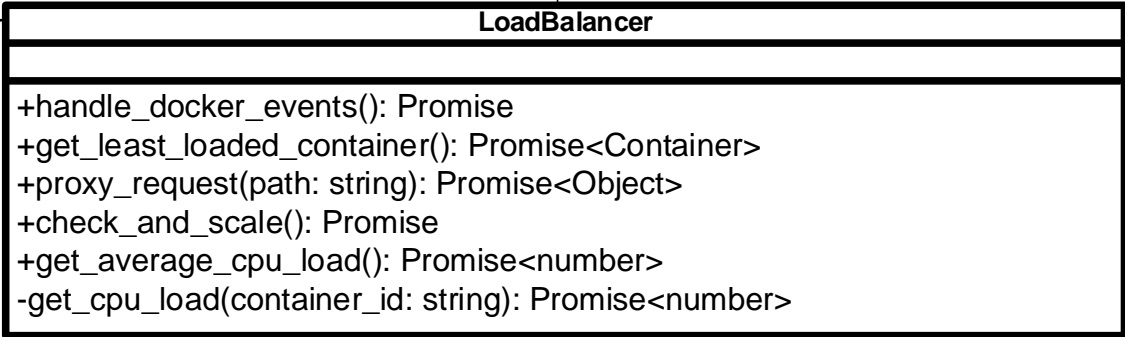 LoadBalancer
+handle_docker_events(): Promise
+get_least_loaded_container(): Promise<Container>
+proxy_request(path: string): Promise<Object>
+check_and_scale(): Promise
+get_average_cpu_load(): Promise<number>
-get_cpu_load(container_id: string): Promise<number>